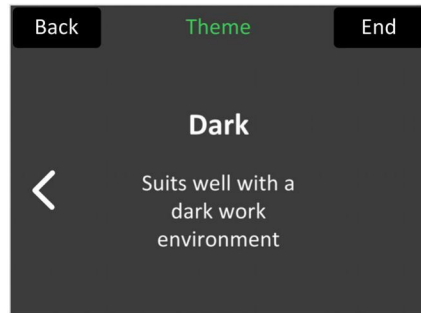 Back Theme End
Dark
Suits well with a
dark work
environment